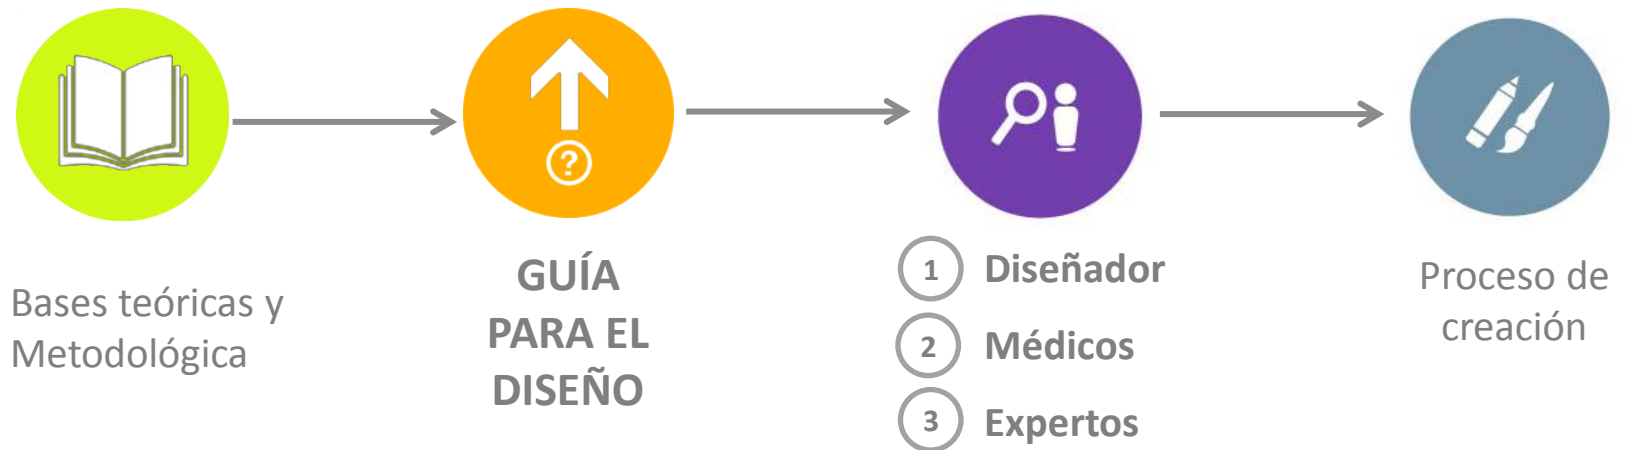 ?
Bases teóricas y
Metodológica
GUÍA
PARA EL
DISEÑO
1 Diseñador
2 Médicos
3 Expertos
Proceso de
creación